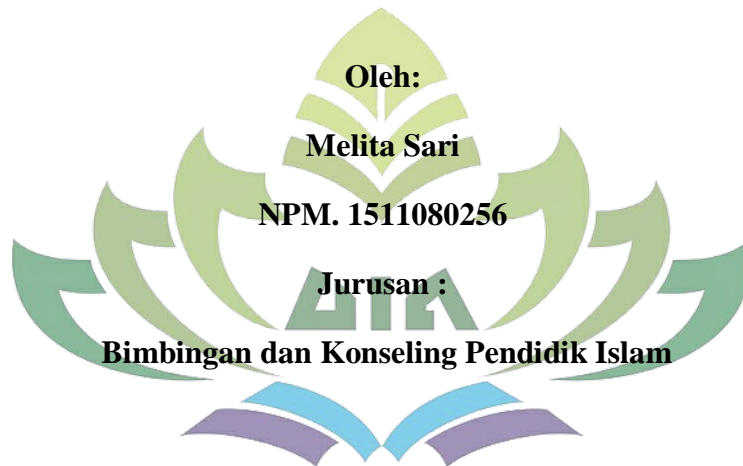 Oleh:
Melita Sari
NPM. 1511080256
Jurusan :
Bimbingan dan Konseling Pendidik Islam